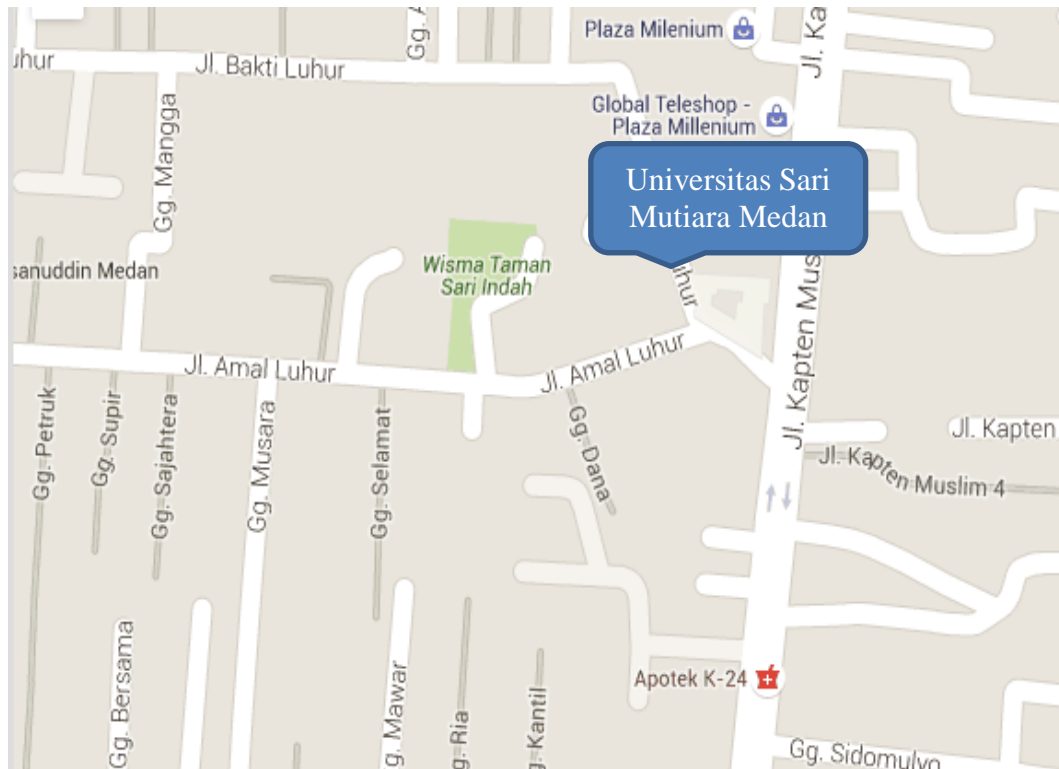 Plaza Milenium
Jl. Ka
Gg. A
Jl. Bakti Luhur
uhur
Global Teleshop -
Plaza Millenium
Gg. Mangga
Universitas Sari
Mutiara Medan
sanuddin Medan
Wisma Taman
Sari Indah
uhur
Jl. Kapten Mus
Jl. Amal Luhur
Jl. Amal Luhur
Jl. Kapten
Gg. Petruk
Gg. Supir
Gg. Sajahtera
Gg. Musara
Gg. Selamat
Gg. Dana
Jl. Kapten Muslim 4
Apotek K-24
Gg. Bersama
g. Mawar
g. Ria
g. Kantil
Gg. Sidomulyo